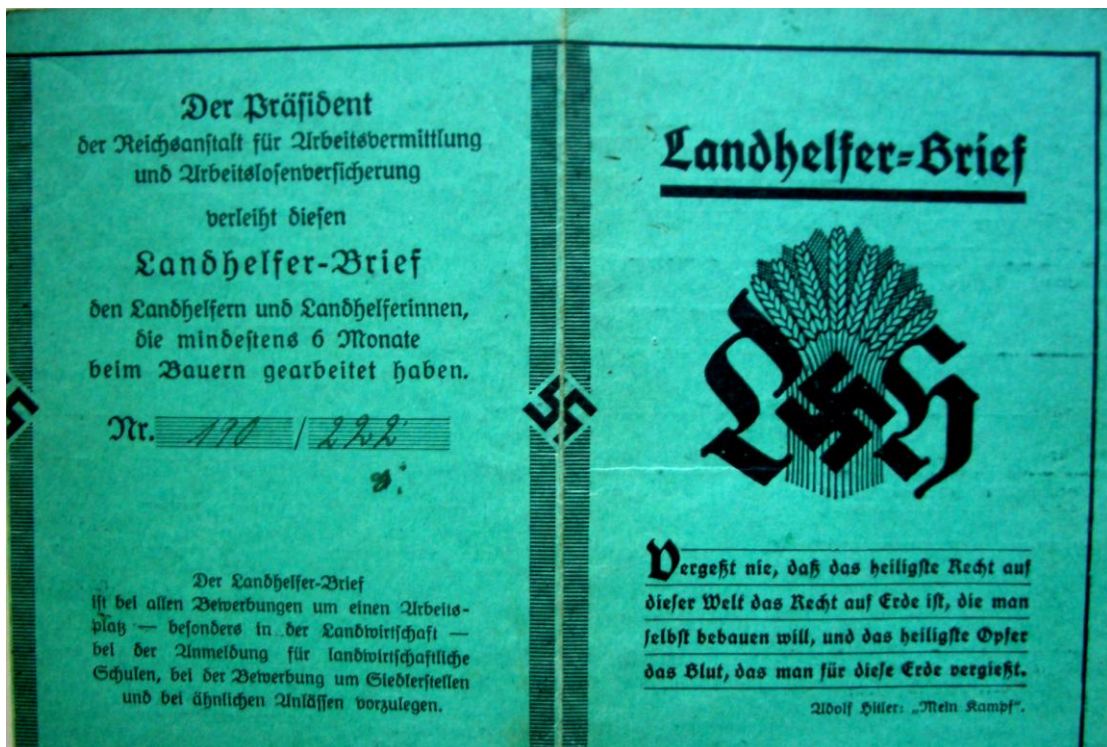 Der Präsident
der Reichsanstalt für Arbeitsvermittlung
und Arbeitslosenversicherung
verleiht diesen
Landhelfer-Brief
den Landhelfern und Landhelferinnen,
die mindestens 6 Monate
beim Bauern gearbeitet haben.
Nr. 190 / 222
Der Landhelfer-Brief
ist bei allen Bewerbungen um einen Arbeits-
platz — besonders in der Landwirtschaft —
bei der Anmeldung für landwirtschaftliche
Schulen, bei der Bewerbung um Siedlerstellen
und bei ähnlichen Anlässen vorzulegen.
Landhelfer-Brief
LH
Vergeßt nie, daß das heiligste Recht auf
dieser Welt das Recht auf Erde ist, die man
selbst bebauen will, und das heiligste Opfer
das Blut, das man für diese Erde vergießt.
Adolf Hitler: „Mein Kampf".